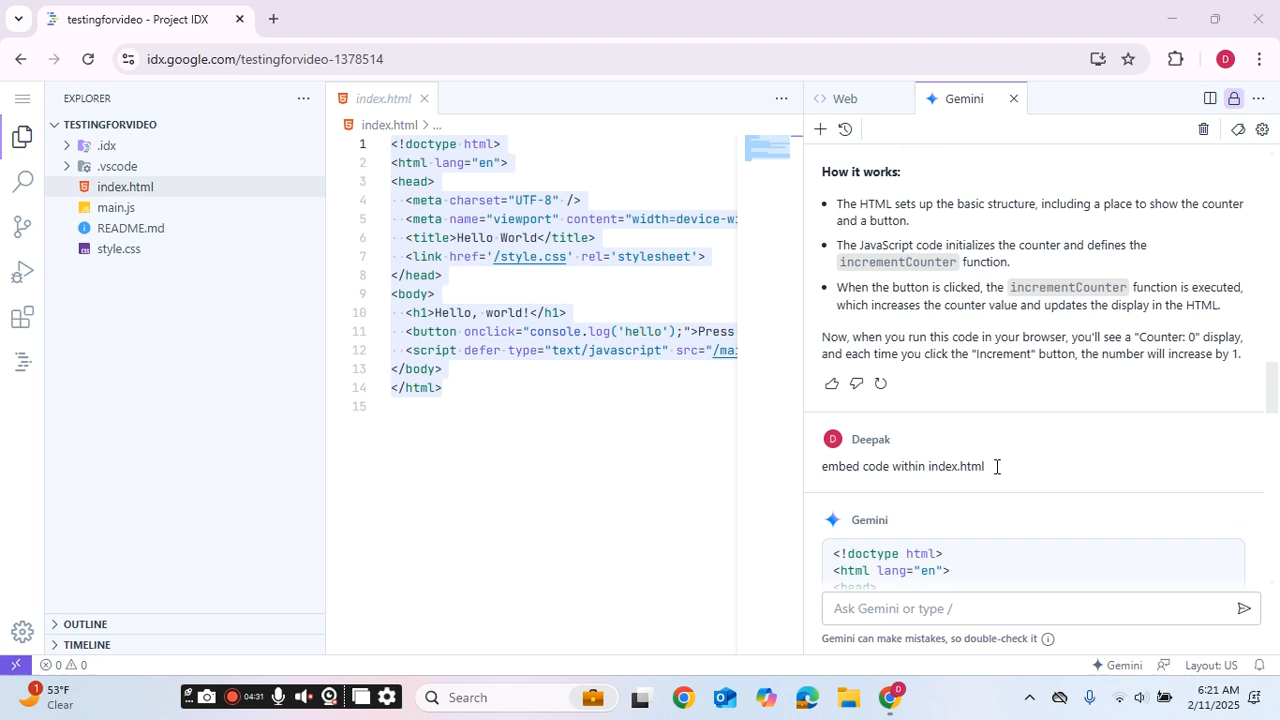 testingforvideo - Project IDX
idx.google.com/testingforvideo-1378514
D
EXPLORER
TESTINGFORVIDEO
.idx
.vscode
index.html
main.js
README.md
style.css
OUTLINE
TIMELINE
index.html
index.html > ...
1 <!doctype html>
2 <html lang="en">
3 <head>
4 <meta charset="UTF-8" />
5 <meta name="viewport" content="width=device-wi
6 <title>Hello World</title>
7 <link href='/style.css' rel='stylesheet'>
8 </head>
9 <body>
10 <h1>Hello, world!</h1>
11 <button onclick="console.log('hello');">Press
12 <script defer type="text/javascript" src="/mai
13 </body>
14 </html>
15
Web
Gemini
How it works:
• The HTML sets up the basic structure, including a place to show the counter
and a button.
• The JavaScript code initializes the counter and defines the
incrementCounter function.
• When the button is clicked, the incrementCounter function is executed,
which increases the counter value and updates the display in the HTML.
Now, when you run this code in your browser, you'll see a "Counter: 0" display,
and each time you click the "Increment" button, the number will increase by 1.
D Deepak
embed code within index.html
Gemini
<!doctype html>
<html lang="en">
<head>
Ask Gemini or type /
Gemini can make mistakes, so double-check it
0 0
Gemini
Layout: US
1
53°F
Clear
04:31
Search
D
6:21 AM
2/11/2025